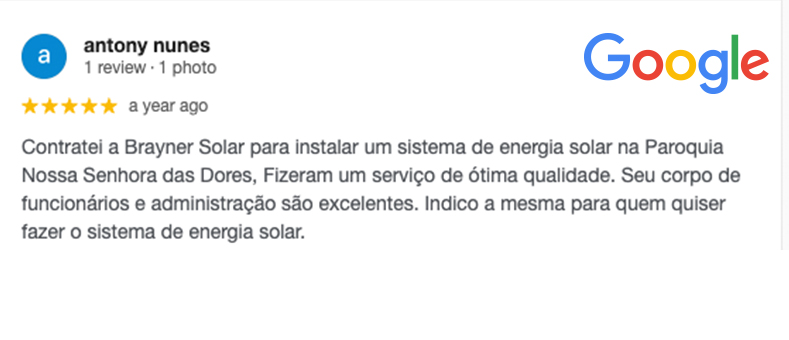 antony nunes
Google
1 review · 1 photo
a
a year ago
Contratei a Brayner Solar para instalar um sistema de energia solar na Paroquia
Nossa Senhora das Dores, Fizeram um serviço de ótima qualidade. Seu corpo de
funcionários e administração são excelentes. Indico a mesma para quem quiser
fazer o sistema de energia solar.